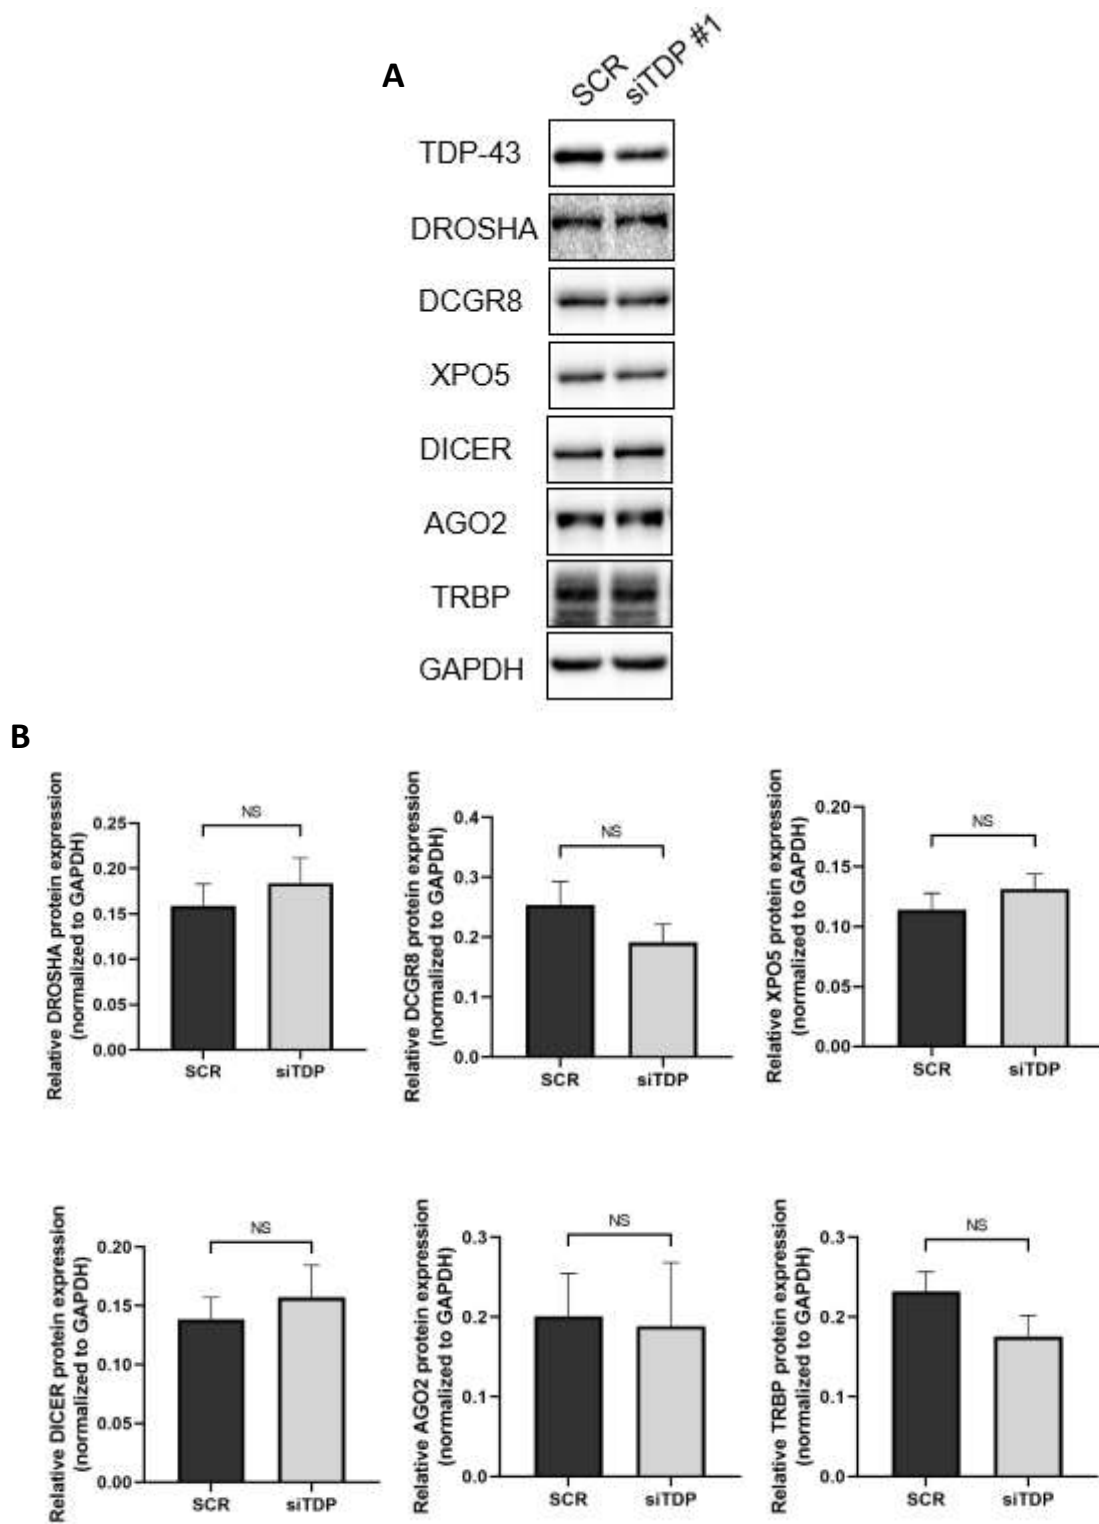 A
SCR siTDP #1
TDP-43
DROSHA
DCGR8
XPO5
DICER
AGO2
TRBP
GAPDH
B
Relative DROSHA protein expression
(normalized to GAPDH)
0.25
0.20
0.15
0.10
0.05
0.00
NS
SCR siTDP
Relative DCGR8 protein expression
(normalized to GAPDH)
0.4
0.3
0.2
0.1
0.0
NS
SCR siTDP
Relative XPO5 protein expression
(normalized to GAPDH)
0.20
0.15
0.10
0.05
0.00
NS
SCR siTDP
Relative DICER protein expression
(normalized to GAPDH)
0.20
0.15
0.10
0.05
0.00
NS
SCR siTDP
Relative AGO2 protein expression
(normalized to GAPDH)
0.3
0.2
0.1
0.0
NS
SCR siTDP
Relative TRBP protein expression
(normalized to GAPDH)
0.3
0.2
0.1
0.0
NS
SCR siTDP